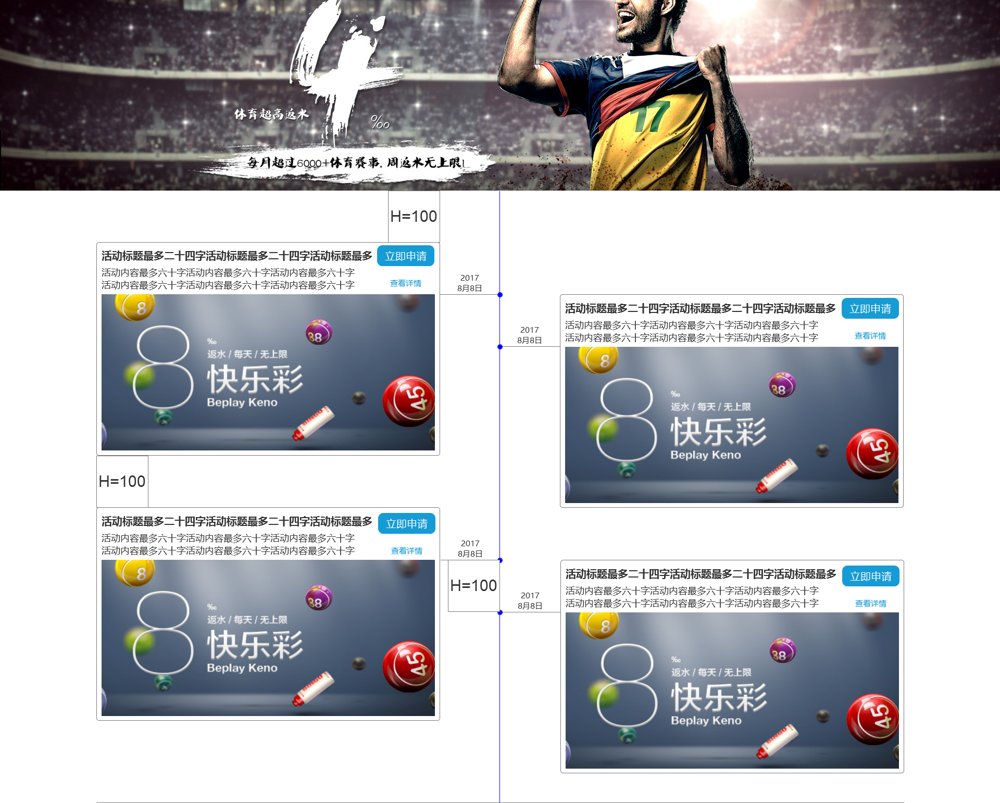 4
体育超高返水
‰
每月超过6000+体育赛事, 周返水无上限!
17
H=100
活动标题最多二十四字活动标题最多二十四字活动标题最多
立即申请
活动内容最多六十字活动内容最多六十字活动内容最多六十字
活动内容最多六十字活动内容最多六十字活动内容最多六十字
查看详情
8
38
8
‰
返水 / 每天 / 无上限
快乐彩
Beplay Keno
45
BINGO
2017
8月8日
活动标题最多二十四字活动标题最多二十四字活动标题最多
立即申请
活动内容最多六十字活动内容最多六十字活动内容最多六十字
活动内容最多六十字活动内容最多六十字活动内容最多六十字
查看详情
8
38
8
‰
返水 / 每天 / 无上限
快乐彩
Beplay Keno
45
BINGO
2017
8月8日
H=100
活动标题最多二十四字活动标题最多二十四字活动标题最多
立即申请
活动内容最多六十字活动内容最多六十字活动内容最多六十字
活动内容最多六十字活动内容最多六十字活动内容最多六十字
查看详情
8
38
8
‰
返水 / 每天 / 无上限
快乐彩
Beplay Keno
45
BINGO
2017
8月8日
H=100
2017
8月8日
活动标题最多二十四字活动标题最多二十四字活动标题最多
立即申请
活动内容最多六十字活动内容最多六十字活动内容最多六十字
活动内容最多六十字活动内容最多六十字活动内容最多六十字
查看详情
8
38
8
‰
返水 / 每天 / 无上限
快乐彩
Beplay Keno
45
BINGO